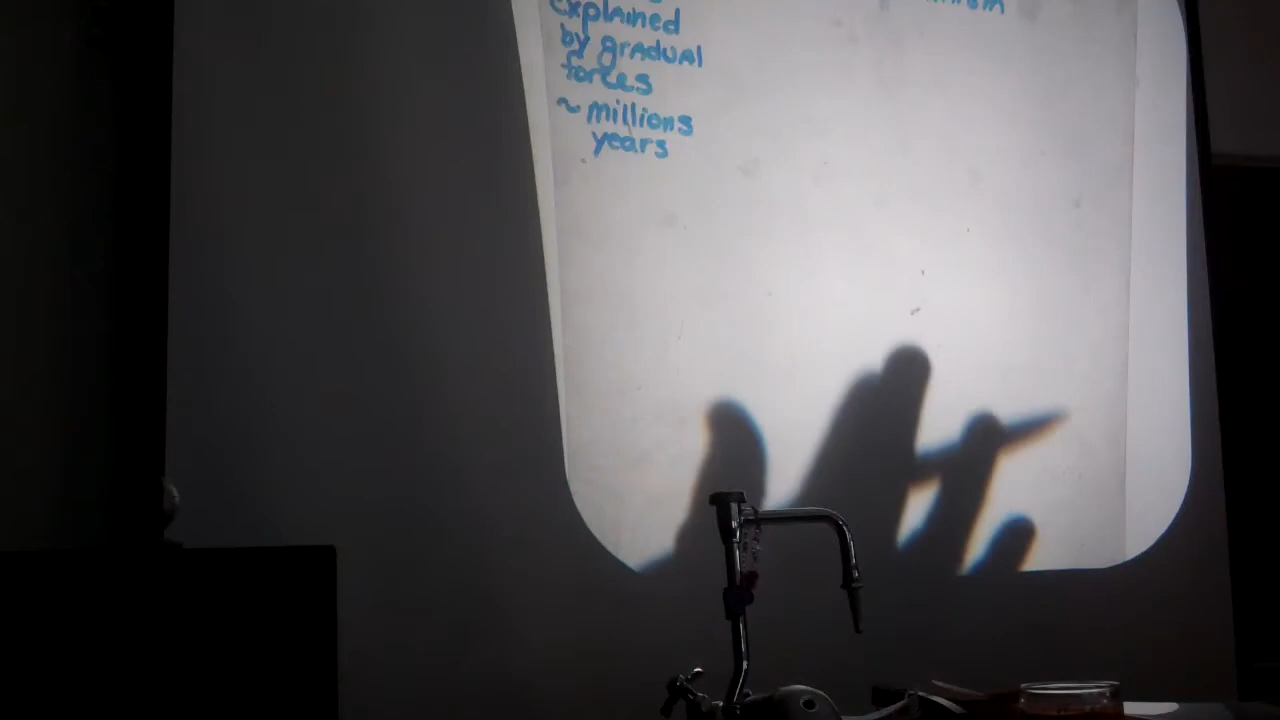 explained
by gradual
forces
~ millions
years